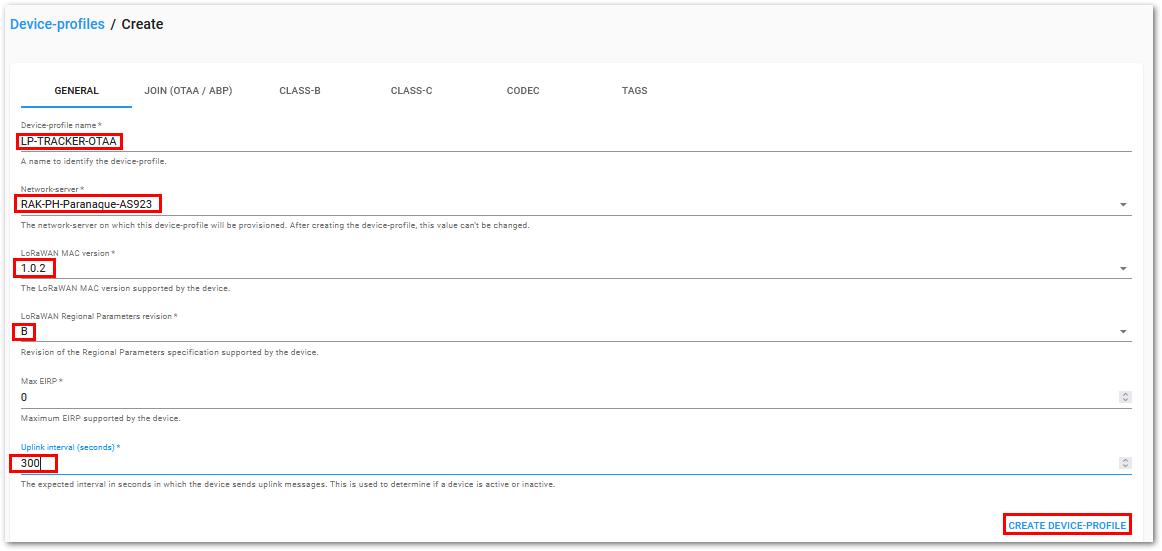 Device-profiles / Create
GENERAL JOIN (OTAA / ABP) CLASS-B CLASS-C CODEC TAGS
Device-profile name *
LP-TRACKER-OTAA
A name to identify the device-profile.
Network-server *
RAK-PH-Paranaque-AS923
The network-server on which this device-profile will be provisioned. After creating the device-profile, this value can't be changed.
LoRaWAN MAC version *
1.0.2
The LoRaWAN MAC version supported by the device.
LoRaWAN Regional Parameters revision *
B
Revision of the Regional Parameters specification supported by the device.
Max EIRP *
0
Maximum EIRP supported by the device.
Uplink interval (seconds) *
300
The expected interval in seconds in which the device sends uplink messages. This is used to determine if a device is active or inactive.
CREATE DEVICE-PROFILE